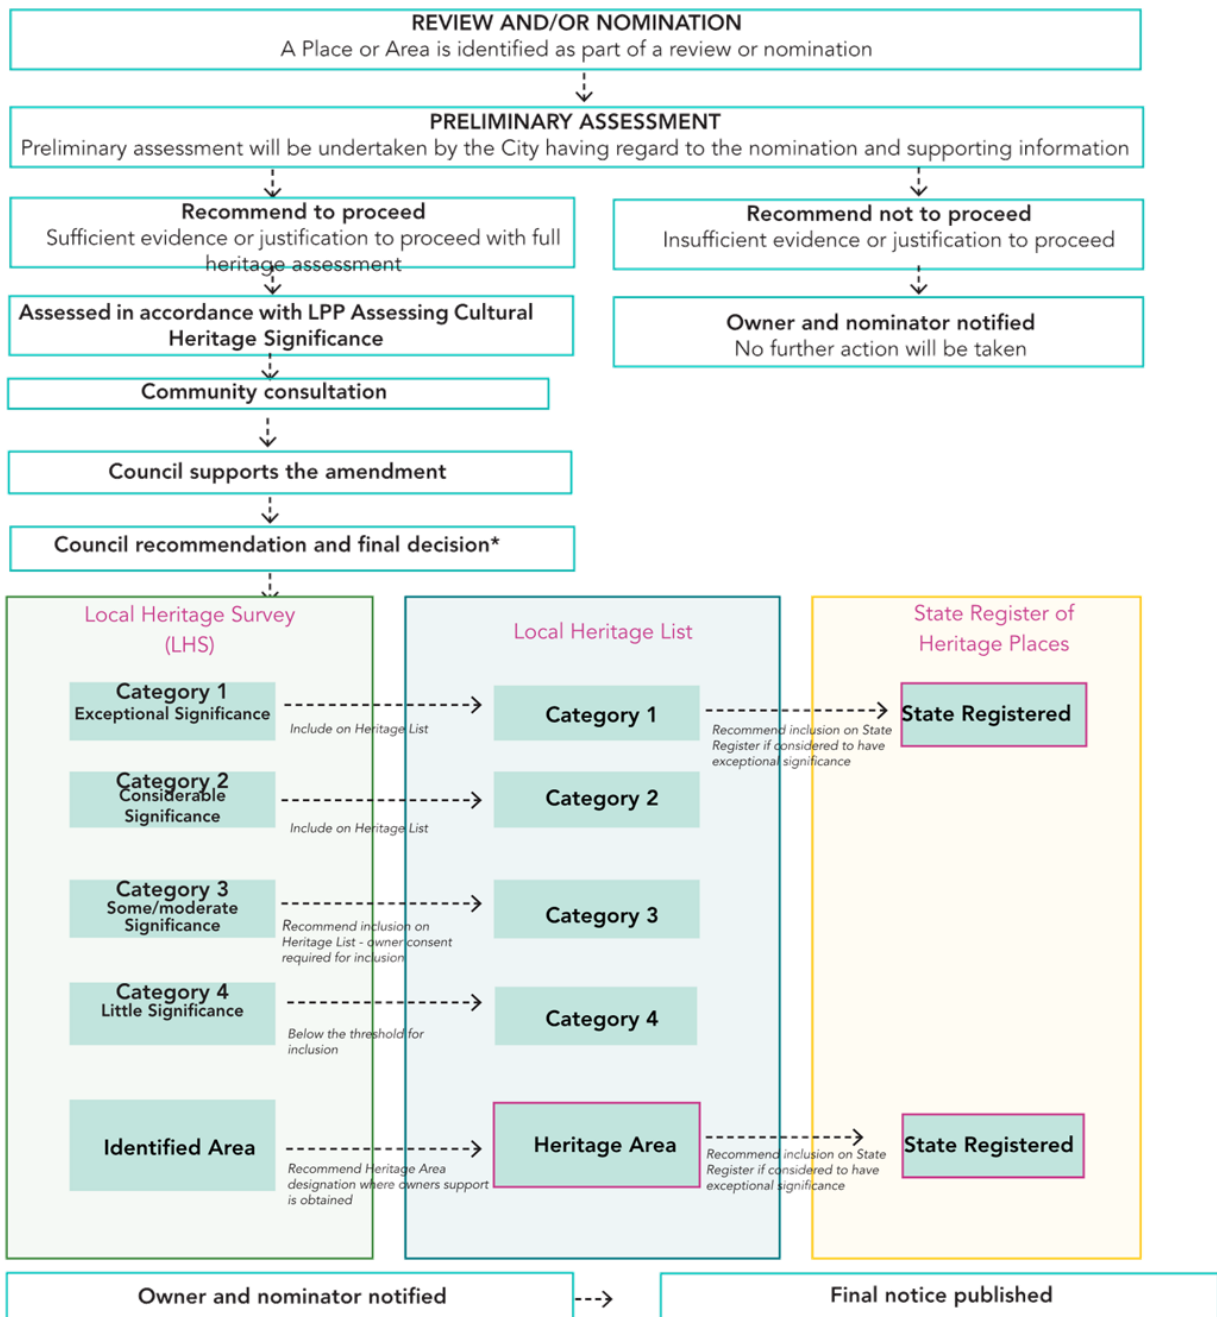 REVIEW AND/OR NOMINATION
A Place or Area is identified as part of a review or nomination
PRELIMINARY ASSESSMENT
Preliminary assessment will be undertaken by the City having regard to the nomination and supporting information
Recommend to proceed
Sufficient evidence or justification to proceed with full
heritage assessment
Recommend not to proceed
Insufficient evidence or justification to proceed
Assessed in accordance with LPP Assessing Cultural
Heritage Significance
Owner and nominator notified
No further action will be taken
Community consultation
Council supports the amendment
Council recommendation and final decision*
Local Heritage Survey
(LHS)
Local Heritage List
State Register of
Heritage Places
Category 1
Exceptional Significance
Include on Heritage List
Category 1
Recommend inclusion on State
Register if considered to have
exceptional significance
State Registered
Category 2
Considerable
Significance
Include on Heritage List
Category 2
Category 3
Some/moderate
Significance
Recommend inclusion on
Heritage List - owner consent
required for inclusion
Category 3
Category 4
Little Significance
Below the threshold for
inclusion
Category 4
Identified Area
Recommend Heritage Area
designation where owners support
is obtained
Heritage Area
Recommend inclusion on State
Register if considered to have
exceptional significance
State Registered
Owner and nominator notified
Final notice published